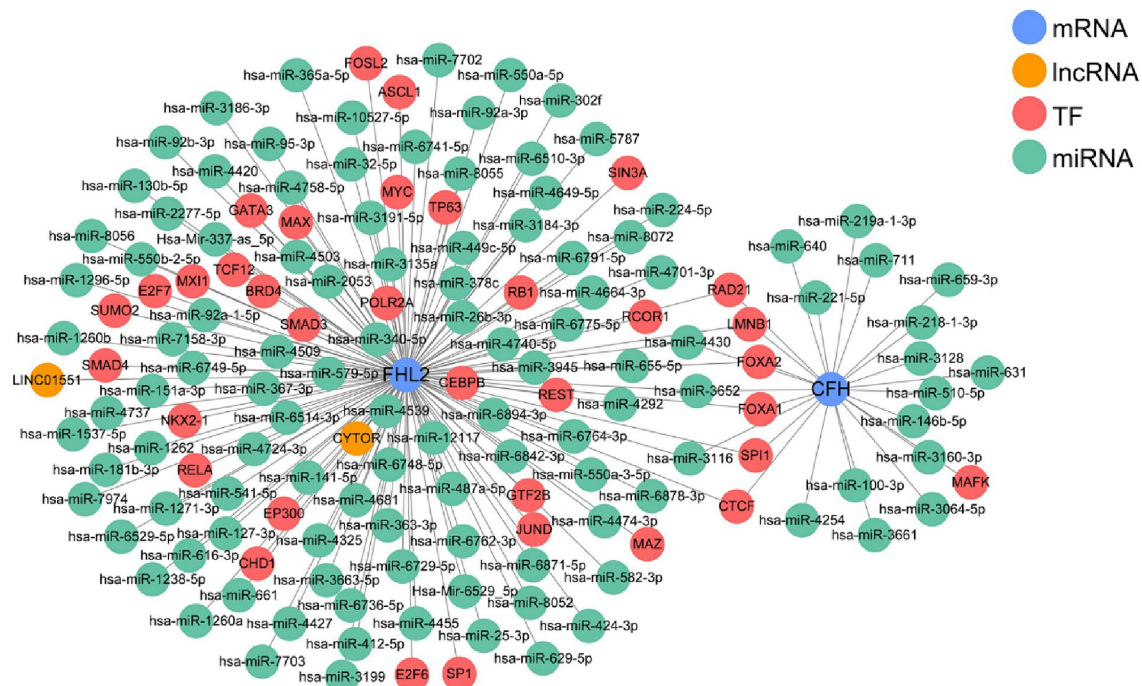 mRNA
lncRNA
TF
miRNA
hsa-miR-7702
FOSL2
hsa-miR-365a-5p
hsa-miR-550a-5p
ASCL1
hsa-miR-302f
hsa-miR-3186-3p
hsa-miR-10527-5p
hsa-miR-92a-3p
hsa-miR-5787
hsa-miR-92b-3p
hsa-miR-95-3p
hsa-miR-6741-5p
hsa-miR-6510-3p
hsa-miR-32-5p
hsa-miR-8055
SIN3A
hsa-miR-4420
hsa-miR-4758-5p
MYC
hsa-miR-4649-5p
hsa-miR-130b-5p
TP63
hsa-miR-2277-5p
GATA3
MAX
hsa-miR-3191-5p
hsa-miR-3184-3p
hsa-miR-224-5p
hsa-miR-219a-1-3p
hsa-miR-8056
Hsa-Mir-337-as_5p
hsa-miR-449c-5p
hsa-miR-8072
hsa-miR-640
hsa-miR-711
hsa-miR-550b-2-5p
TCF12
hsa-miR-4503
hsa-miR-3135a
hsa-miR-6791-5p
hsa-miR-1296-5p
E2F7
MXI1
BRD4
hsa-miR-2053
hsa-miR-378c
RB1
hsa-miR-4701-3p
hsa-miR-4664-3p
RAD21
hsa-miR-221-5p
hsa-miR-659-3p
SUMO2
hsa-miR-92a-1-5p
SMAD3
POLR2A
hsa-miR-26b-3p
hsa-miR-6775-5p
RCOR1
LMNB1
hsa-miR-218-1-3p
hsa-miR-1260b
hsa-miR-7158-3p
hsa-miR-340-5p
hsa-miR-4740-5p
hsa-miR-4430
hsa-miR-4509
FOXA2
hsa-miR-3128
SMAD4
hsa-miR-6749-5p
hsa-miR-579-5p
FHL2
hsa-miR-3945
hsa-miR-655-5p
hsa-miR-631
LINC01551
hsa-miR-151a-3p
hsa-miR-367-3p
CEBPB
REST
hsa-miR-3652
CFH
hsa-miR-510-5p
hsa-miR-4292
FOXA1
hsa-miR-4737
NKX2-1
hsa-miR-6514-3p
hsa-miR-4539
hsa-miR-6894-3p
hsa-miR-146b-5p
hsa-miR-1537-5p
hsa-miR-1262
hsa-miR-4724-3p
CYTOR
hsa-miR-12117
hsa-miR-6764-3p
hsa-miR-3116
SPI1
hsa-miR-3160-3p
hsa-miR-181b-3p
RELA
hsa-miR-141-5p
hsa-miR-6748-5p
hsa-miR-6842-3p
hsa-miR-550a-3-5p
hsa-miR-100-3p
MAFK
hsa-miR-7974
hsa-miR-541-5p
hsa-miR-487a-5p
GTF2B
hsa-miR-6878-3p
CTCF
hsa-miR-3064-5p
hsa-miR-1271-3p
EP300
hsa-miR-4681
hsa-miR-4474-3p
hsa-miR-4254
hsa-miR-3661
hsa-miR-6529-5p
hsa-miR-127-3p
hsa-miR-4325
hsa-miR-363-3p
hsa-miR-6762-3p
JUND
MAZ
hsa-miR-616-3p
CHD1
hsa-miR-6729-5p
hsa-miR-6871-5p
hsa-miR-1238-5p
hsa-miR-3663-5p
hsa-miR-582-3p
hsa-miR-661
hsa-miR-6736-5p
Hsa-Mir-6529_5p
hsa-miR-8052
hsa-miR-1260a
hsa-miR-4427
hsa-miR-4455
hsa-miR-424-3p
hsa-miR-412-5p
hsa-miR-25-3p
hsa-miR-629-5p
hsa-miR-7703
hsa-miR-3199
E2F6
SP1